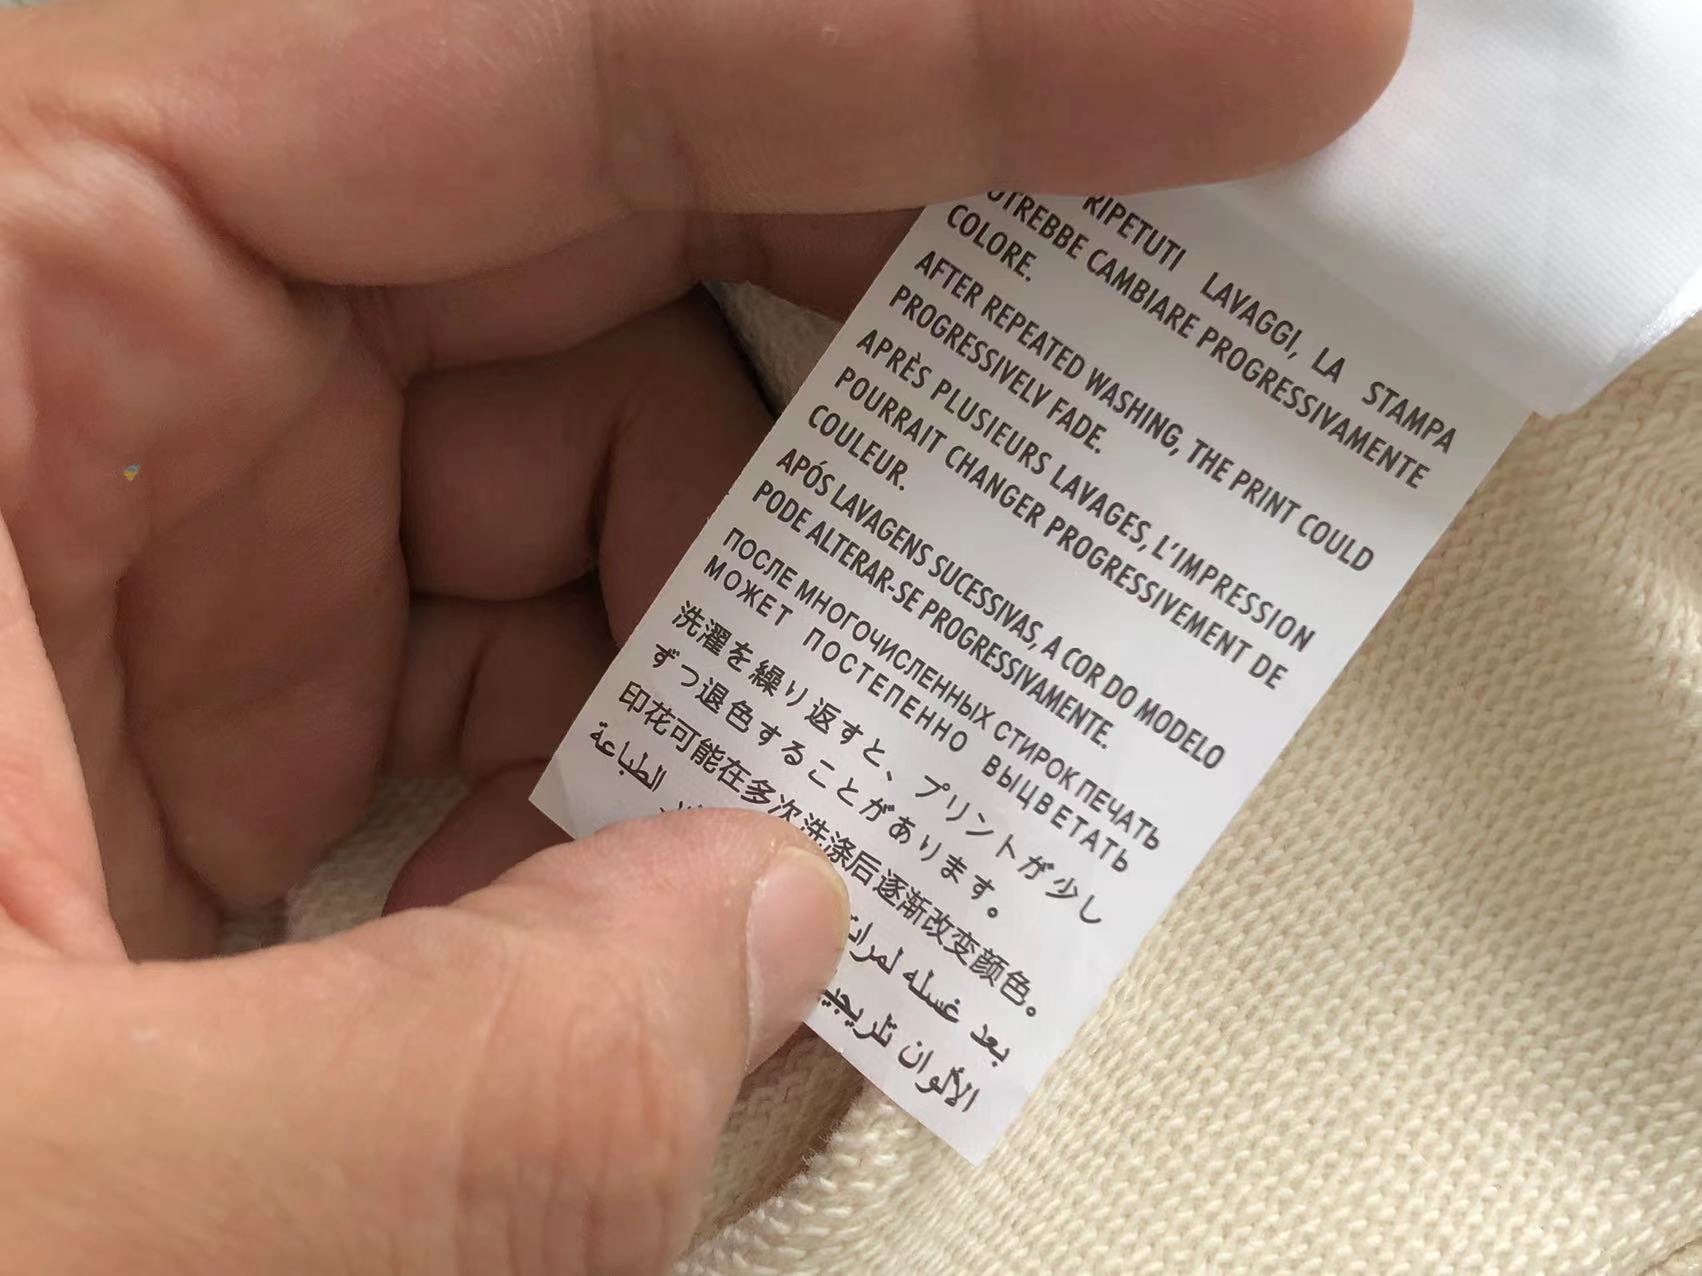 RIPETUTI LAVAGGI, LA STAMPA
OTREBBE CAMBIARE PROGRESSIVAMENTE
COLORE.
AFTER REPEATED WASHING, THE PRINT COULD
PROGRESSIVELV FADE.
APRÈS PLUSIEURS LAVAGES, L'IMPRESSION
POURRAIT CHANGER PROGRESSIVEMENT DE
COULEUR.
APÓS LAVAGENS SUCESSIVAS, A COR DO MODELO
PODE ALTERAR-SE PROGRESSIVAMENTE.
ПОСЛЕ МНОГОЧИСЛЕННЫХ СТИРОК ПЕЧАТЬ
МОЖЕТ ПОСТЕПЕННО ВЫЦВЕТАТЬ
洗濯を繰り返すと、プリントが少し
ずつ退色することがあります。
印花可能在多次洗涤后逐渐改变颜色。
بعد غسله الطباعة
الألوان